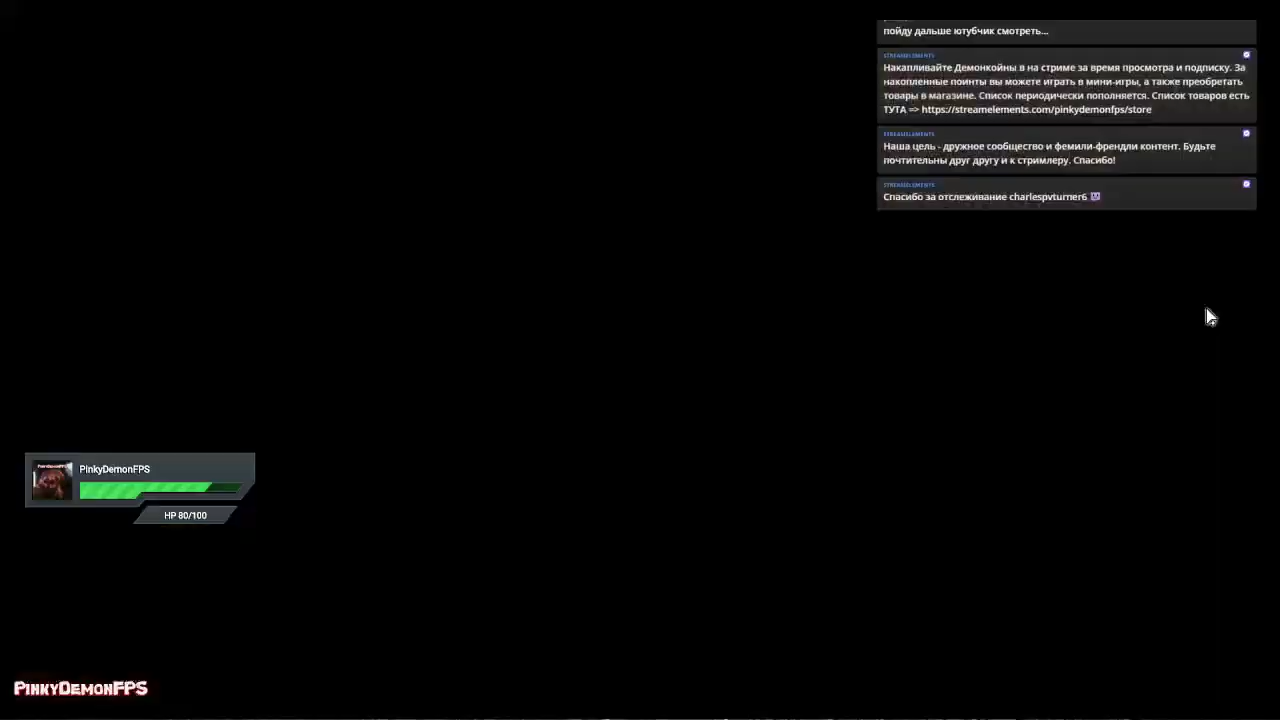 пойду дальше ютубчик смотреть...
STREAMELEMENTS
Накапливайте Демонкойны в на стриме за время просмотра и подписку. За
накопленные поинты вы можете играть в мини-игры, а также преобретать
товары в магазине. Список периодически пополняется. Список товаров есть
ТУТА => https://streamelements.com/pinkydemonfps/store
STREAMELEMENTS
Наша цель - дружное сообщество и фемили-френдли контент. Будьте
почтительны друг другу и к стримлеру. Спасибо!
STREAMELEMENTS
Спасибо за отслеживание charlespvturner6
PinkyDemonFPS
HP 80/100
PINKYDEMONFPS